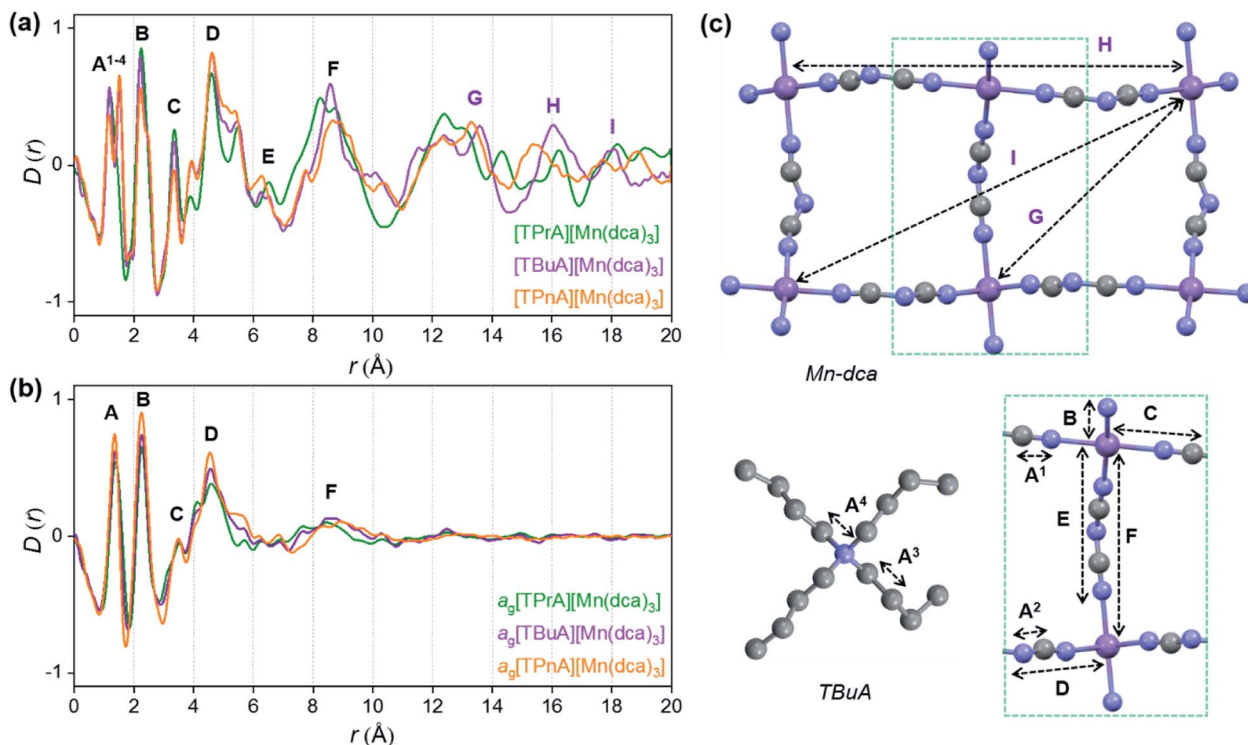 (a)
1
0
-1
D (r)
A1-4
B
C
D
E
F
G
H
I
[TPrA][Mn(dca)3]
[TBuA][Mn(dca)3]
[TPnA][Mn(dca)3]
0 2 4 6 8 10 12 14 16 18 20
r (Å)
(b)
1
0
-1
D (r)
A
B
C
D
F
ag[TPrA][Mn(dca)3]
ag[TBuA][Mn(dca)3]
ag[TPnA][Mn(dca)3]
0 2 4 6 8 10 12 14 16 18 20
r (Å)
(c)
H
I
G
Mn-dca
A4
A3
TBuA
B
C
A1
E
F
A2
D